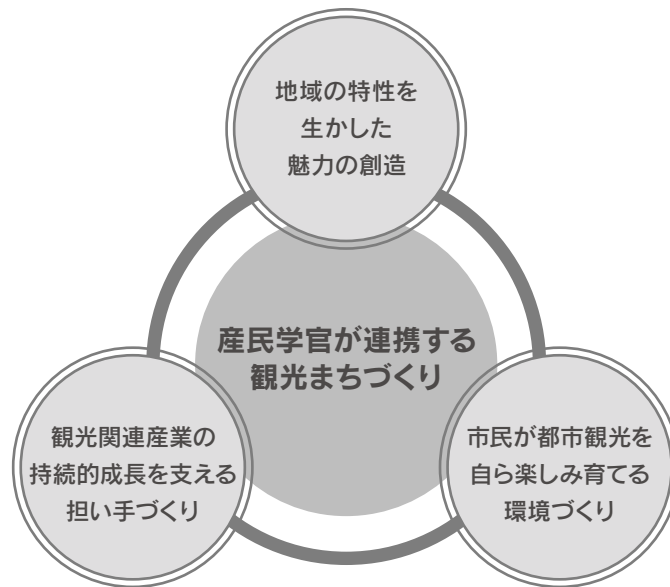 地域の特性を
生かした
魅力の創造
産民学官が連携する
観光まちづくり
観光関連産業の
持続的成長を支える
担い手づくり
市民が都市観光を
自ら楽しみ育てる
環境づくり